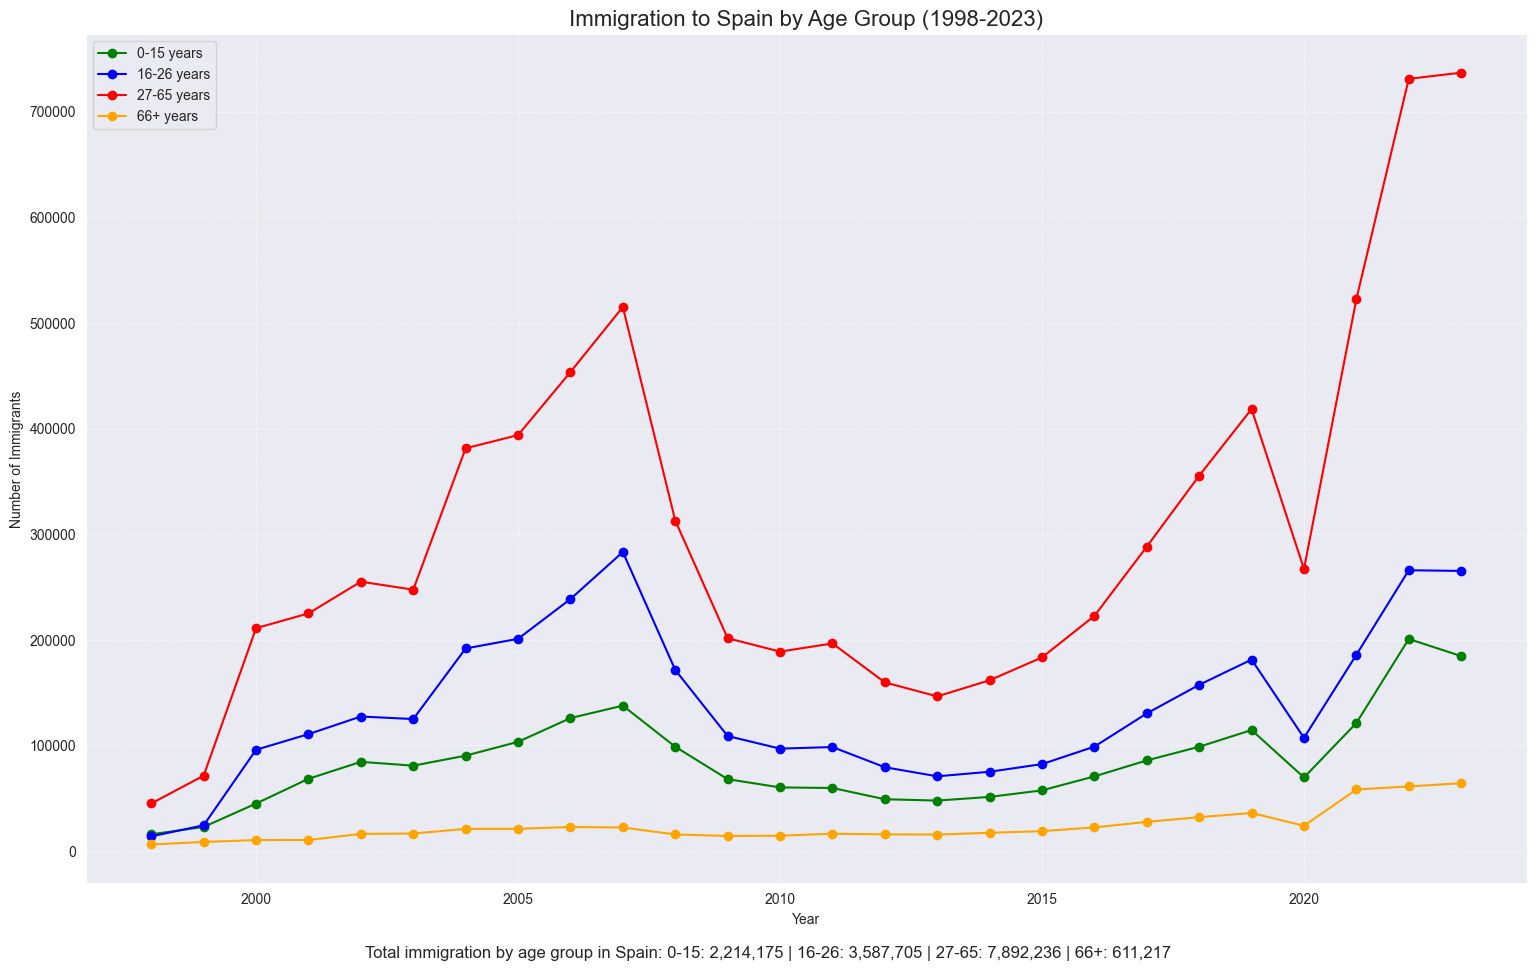 Immigration to Spain by Age Group (1998-2023)
0-15 years
16-26 years
27-65 years
66+ years
Number of Immigrants
700000
600000
500000
400000
300000
200000
100000
0
2000 2005 2010 2015 2020
Year
Total immigration by age group in Spain: 0-15: 2,214,175 | 16-26: 3,587,705 | 27-65: 7,892,236 | 66+: 611,217